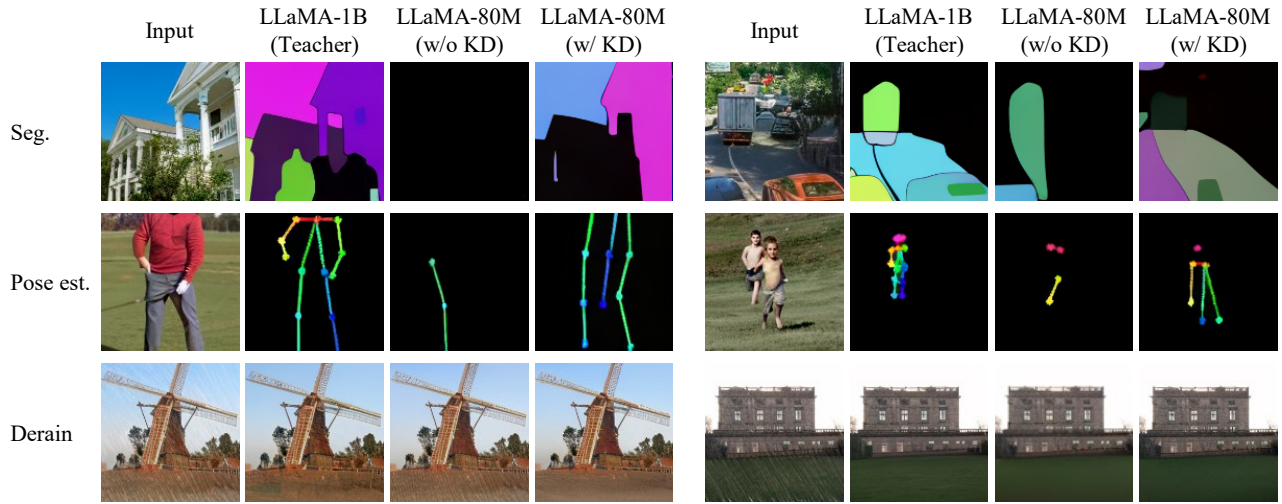 Input
LLaMA-1B
(Teacher)
LLaMA-80M
(w/o KD)
LLaMA-80M
(w/ KD)
Input
LLaMA-1B
(Teacher)
LLaMA-80M
(w/o KD)
LLaMA-80M
(w/ KD)
Seg.
Pose est.
Derain